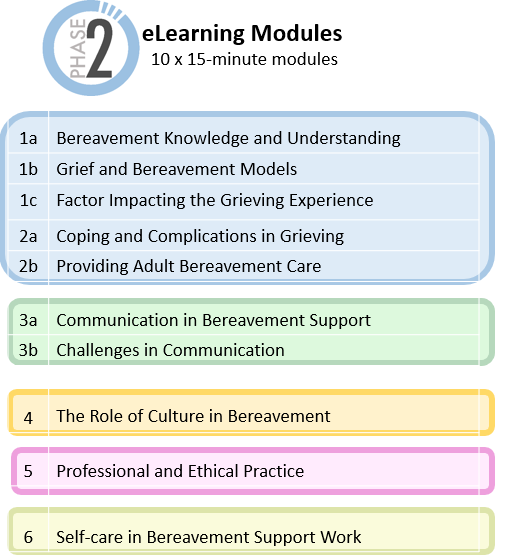 PHASE 2
eLearning Modules
10 x 15-minute modules
1a Bereavement Knowledge and Understanding
1b Grief and Bereavement Models
1c Factor Impacting the Grieving Experience
2a Coping and Complications in Grieving
2b Providing Adult Bereavement Care
3a Communication in Bereavement Support
3b Challenges in Communication
4 The Role of Culture in Bereavement
5 Professional and Ethical Practice
6 Self-care in Bereavement Support Work